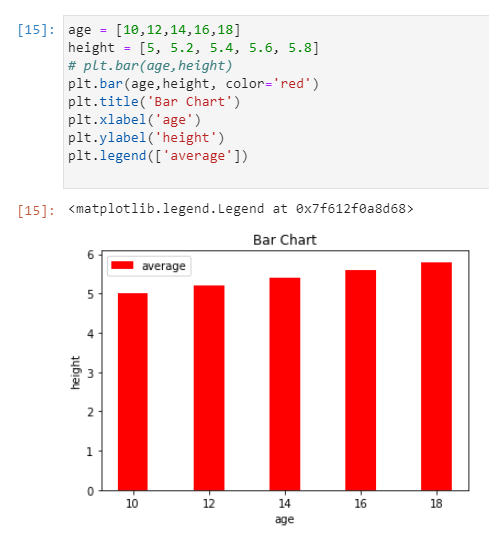 [15]: age = [10,12,14,16,18]
height = [5, 5.2, 5.4, 5.6, 5.8]
# plt.bar(age,height)
plt.bar(age,height, color='red')
plt.title('Bar Chart')
plt.xlabel('age')
plt.ylabel('height')
plt.legend(['average'])
[15]: <matplotlib.legend.Legend at 0x7f612f0a8d68>
Bar Chart
average
6
5
4
3
2
1
0
height
10 12 14 16 18
age